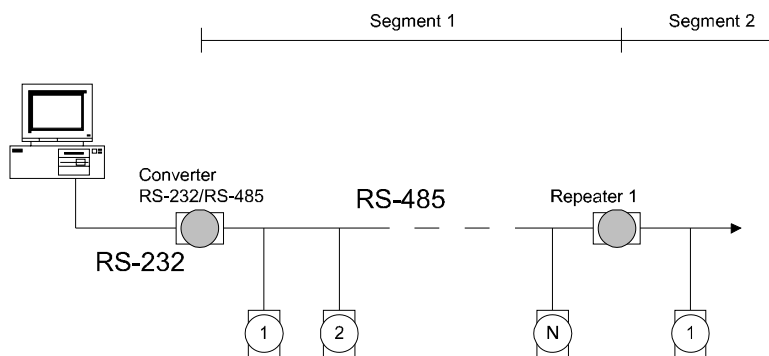 Segment 1
Segment 2
Converter
RS-232/RS-485
RS-485
Repeater 1
RS-232
1
2
N
1